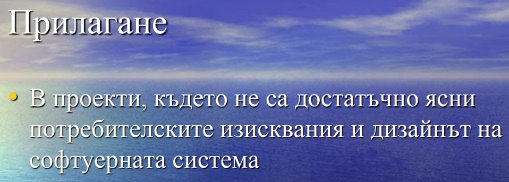 Прилагане
• В проекти, където не са достатъчно ясни
потребителските изисквания и дизайнът на
софтуерната система